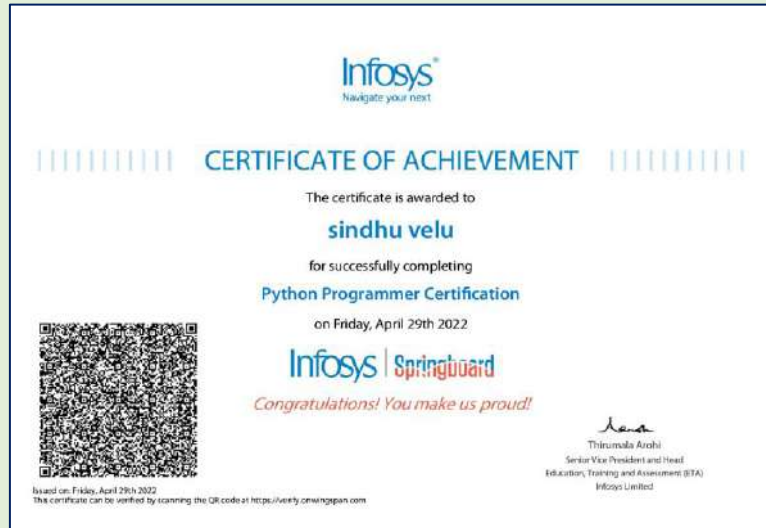 Infosys®
Navigate your next
CERTIFICATE OF ACHIEVEMENT
The certificate is awarded to
sindhu velu
for successfully completing
Python Programmer Certification
on Friday, April 29th 2022
Infosys | Springboard
Congratulations! You make us proud!
Thirumala Arohi
Senior Vice President and Head
Education, Training and Assessment (ETA)
Infosys Limited
Issued on: Friday, April 29th 2022
This certificate can be verified by scanning the QR code at https://verify.onwingspan.com